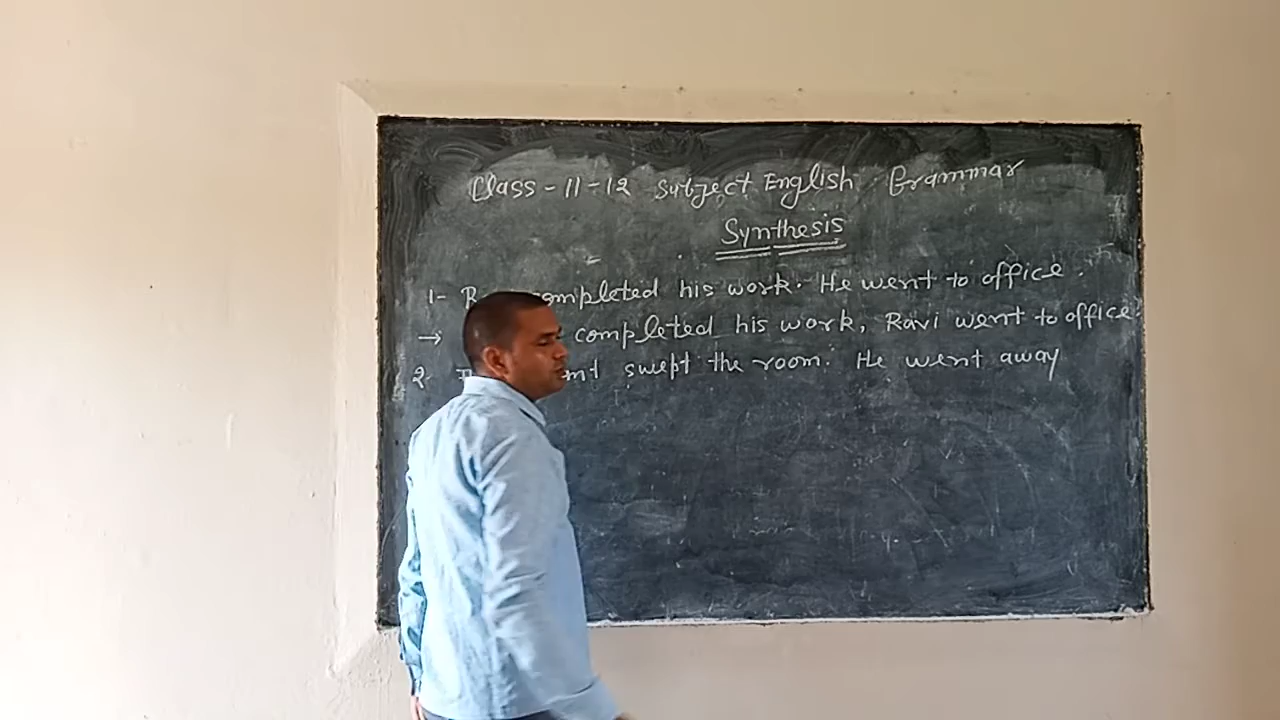 Class - 11 - 12 Subject English Grammar
Synthesis
1- completed his work. He went to office.
→ completed his work, Ravi went to office.
2. swept the room. He went away